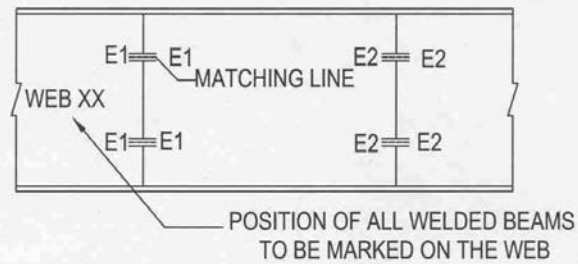 E1 E1 E2 E2
MATCHING LINE
WEB XX
E1 E1 E2 E2
POSITION OF ALL WELDED BEAMS
TO BE MARKED ON THE WEB